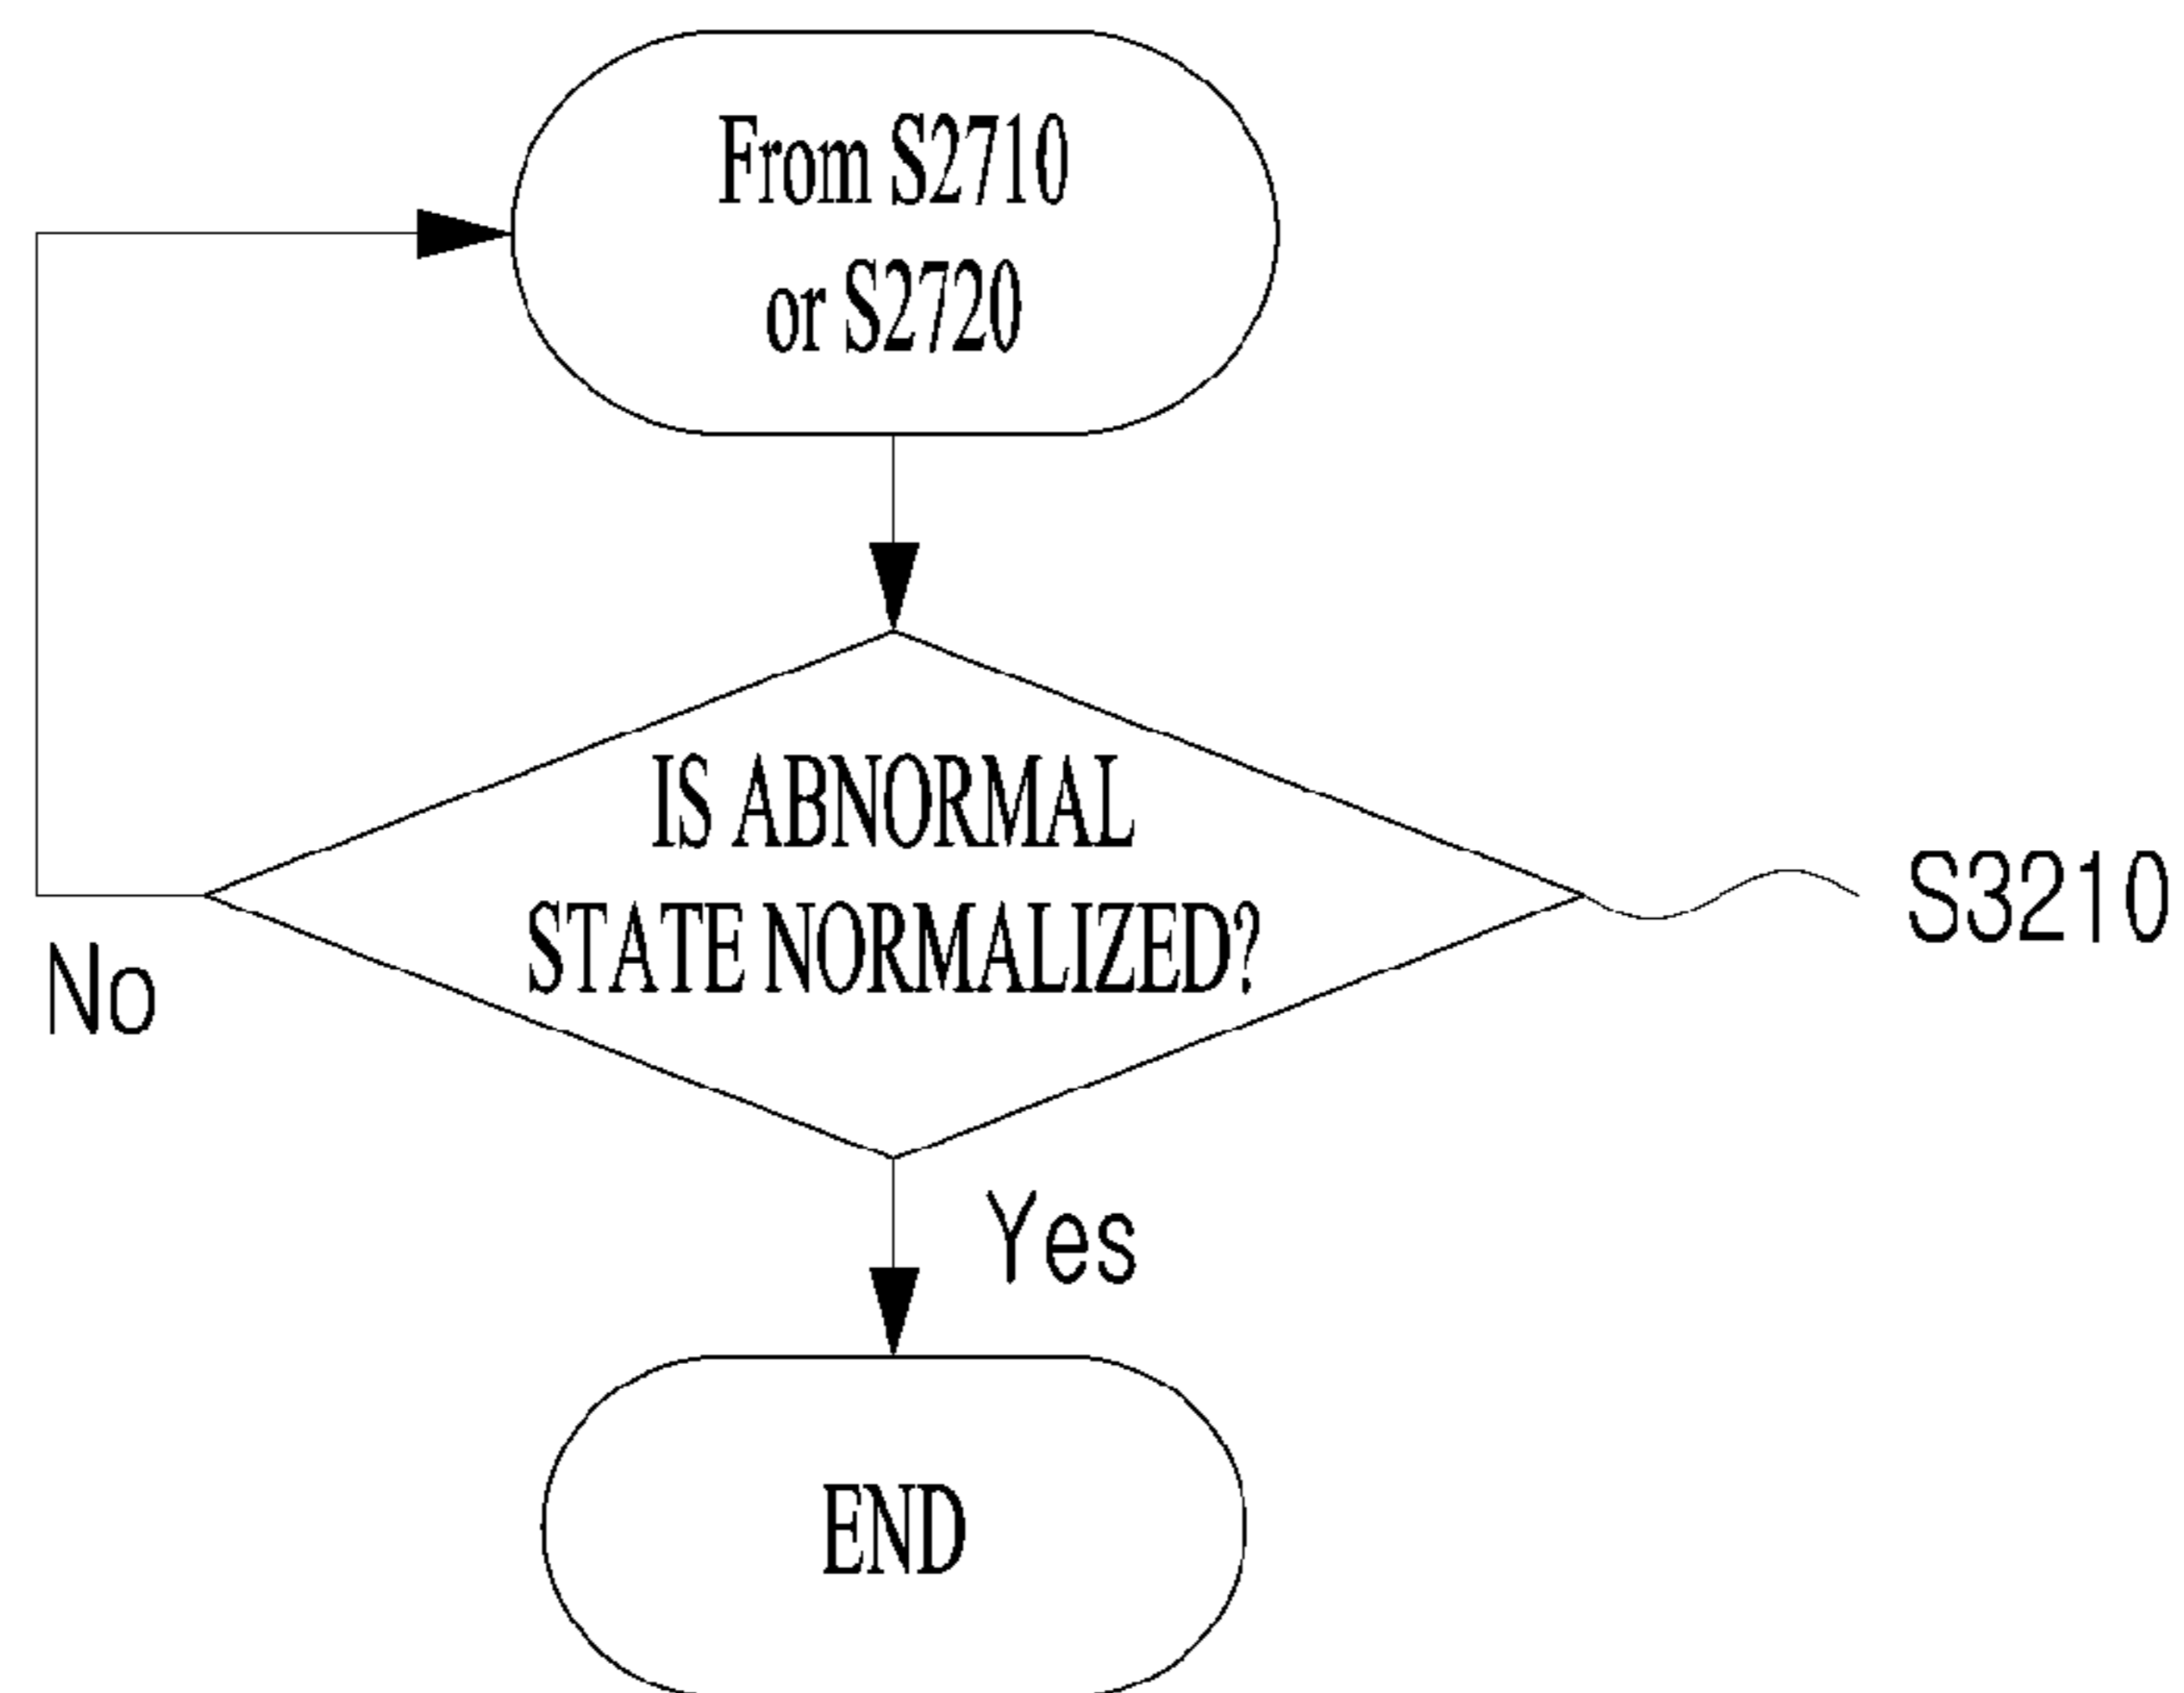 From S2710
or S2720
IS ABNORMAL
STATE NORMALIZED?
S3210
No
Yes
END